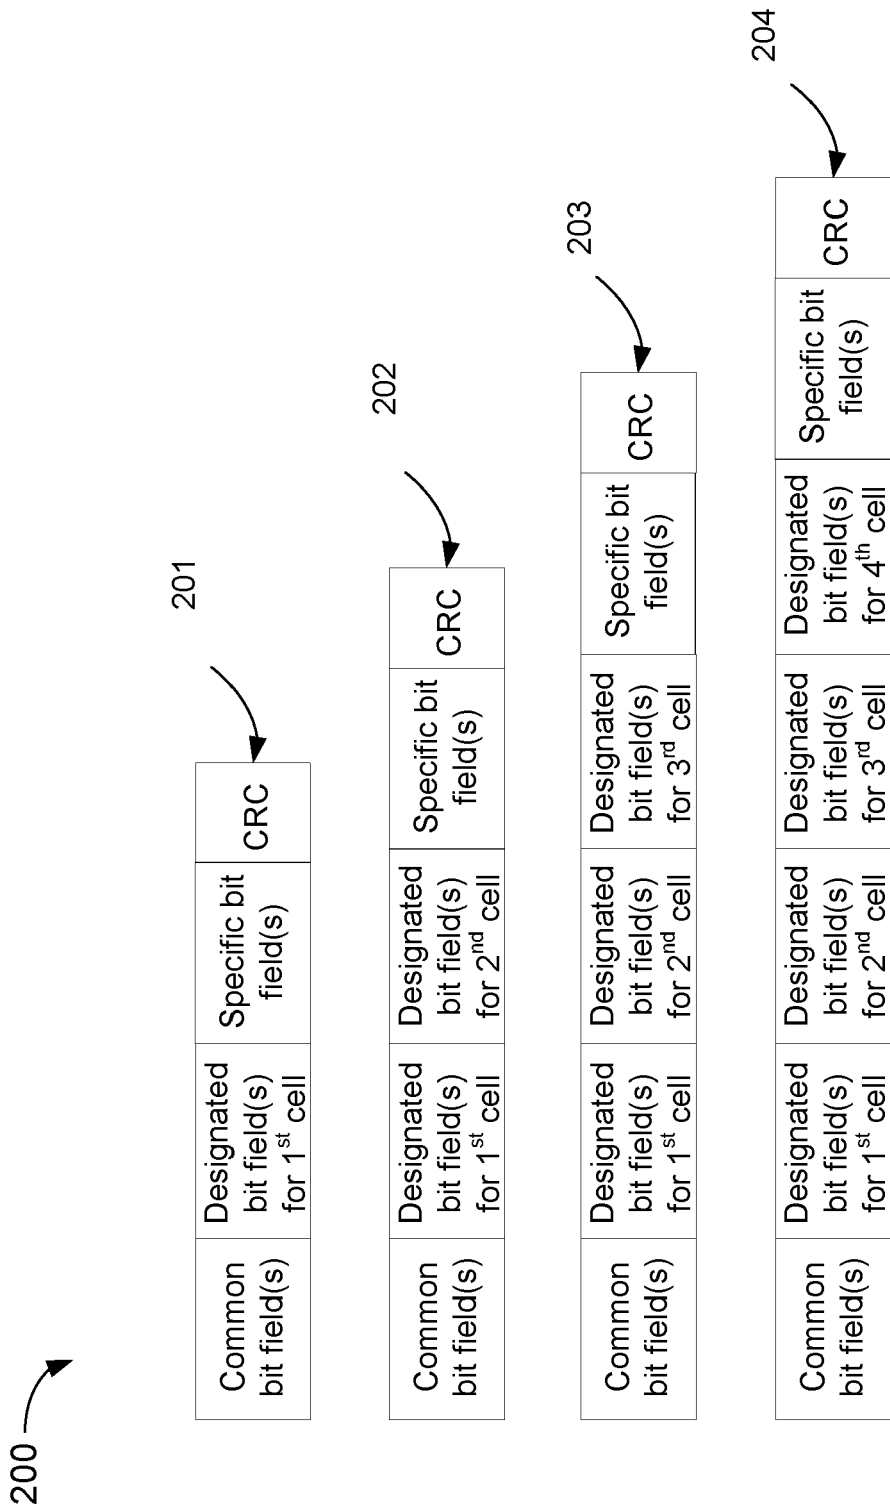 200
201
Common
bit field(s)
Designated
bit field(s)
for 1st cell
Specific bit
field(s)
CRC
202
Common
bit field(s)
Designated
bit field(s)
for 1st cell
Designated
bit field(s)
for 2nd cell
Specific bit
field(s)
CRC
203
Common
bit field(s)
Designated
bit field(s)
for 1st cell
Designated
bit field(s)
for 2nd cell
Designated
bit field(s)
for 3rd cell
Specific bit
field(s)
CRC
204
Common
bit field(s)
Designated
bit field(s)
for 1st cell
Designated
bit field(s)
for 2nd cell
Designated
bit field(s)
for 3rd cell
Designated
bit field(s)
for 4th cell
Specific bit
field(s)
CRC